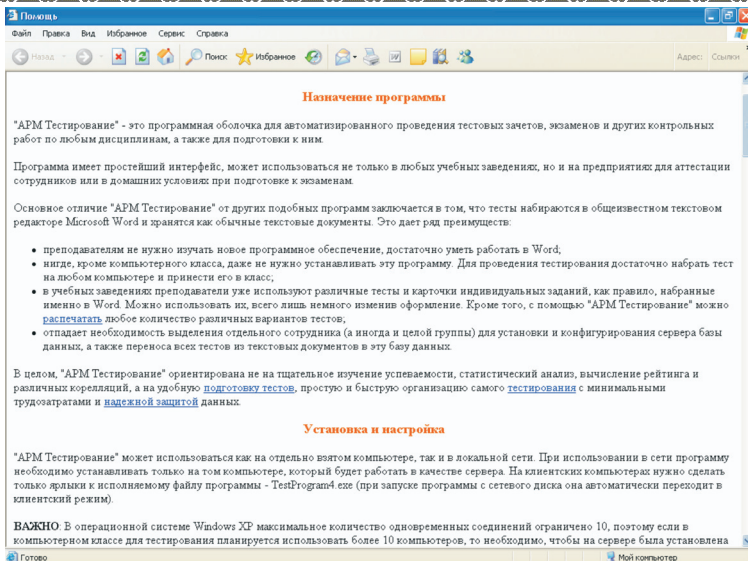 Помощь
Файл Правка Вид Избранное Сервис Справка
Назад Поиск Избранное Адрес: Ссылки
Назначение программы
"АРМ Тестирование" - это программная оболочка для автоматизированного проведения тестовых зачетов, экзаменов и других контрольных
работ по любым дисциплинам, а также для подготовки к ним.
Программа имеет простейший интерфейс, может использоваться не только в любых учебных заведениях, но и на предприятиях для аттестации
сотрудников или в домашних условиях при подготовке к экзаменам.
Основное отличие "АРМ Тестирование" от других подобных программ заключается в том, что тесты набираются в общеизвестном текстовом
редакторе Microsoft Word и хранятся как обычные текстовые документы. Это дает ряд преимуществ:
• преподавателям не нужно изучать новое программное обеспечение, достаточно уметь работать в Word;
• нигде, кроме компьютерного класса, даже не нужно устанавливать эту программу. Для проведения тестирования достаточно набрать тест
на любом компьютере и принести его в класс;
• в учебных заведениях преподаватели уже используют различные тесты и карточки индивидуальных заданий, как правило, набранные
именно в Word. Можно использовать их, всего лишь немного изменив оформление. Кроме того, с помощью "АРМ Тестирование" можно
распечатать любое количество различных вариантов тестов;
• отпадает необходимость выделения отдельного сотрудника (а иногда и целой группы) для установки и конфигурирования сервера базы
данных, а также переноса всех тестов из текстовых документов в эту базу данных.
В целом, "АРМ Тестирование" ориентирована не на тщательное изучение успеваемости, статистический анализ, вычисление рейтинга и
различных корреляций, а на удобную подготовку тестов, простую и быструю организацию самого тестирования с минимальными
трудозатратами и надежной защитой данных.
Установка и настройка
"АРМ Тестирование" может использоваться как на отдельно взятом компьютере, так и в локальной сети. При использовании в сети программу
необходимо устанавливать только на том компьютере, который будет работать в качестве сервера. На клиентских компьютерах нужно сделать
только ярлыки к исполняемому файлу программы - TestProgram4.exe (при запуске программы с сетевого диска она автоматически переходит в
клиентский режим).
ВАЖНО: В операционной системе Windows XP максимальное количество одновременных соединений ограничено 10, поэтому если в
компьютерном классе для тестирования планируется использовать более 10 компьютеров, то необходимо, чтобы на сервере была установлена
Готово Мой компьютер